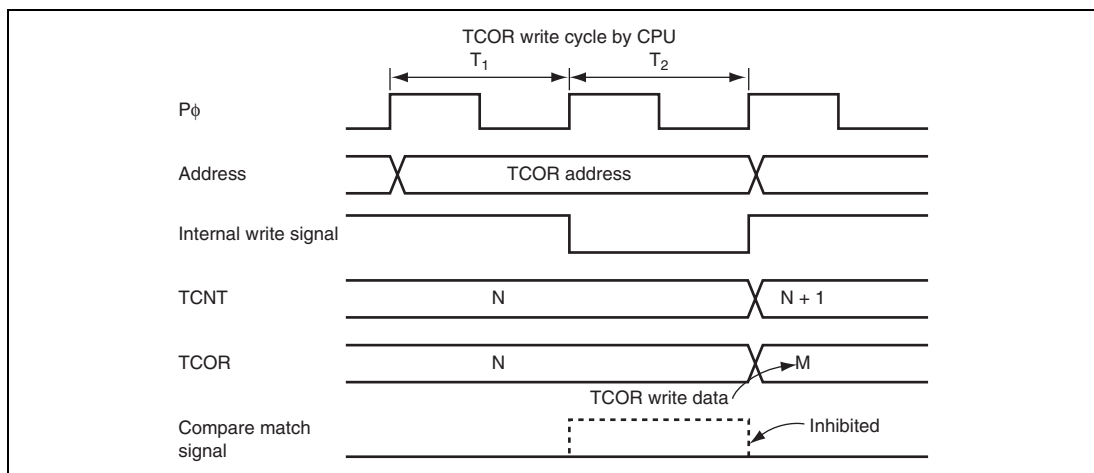 TCOR write cycle by CPU
T1 T2
Pφ
Address TCOR address
Internal write signal
TCNT N N + 1
TCOR N M
TCOR write data
Compare match
signal
Inhibited